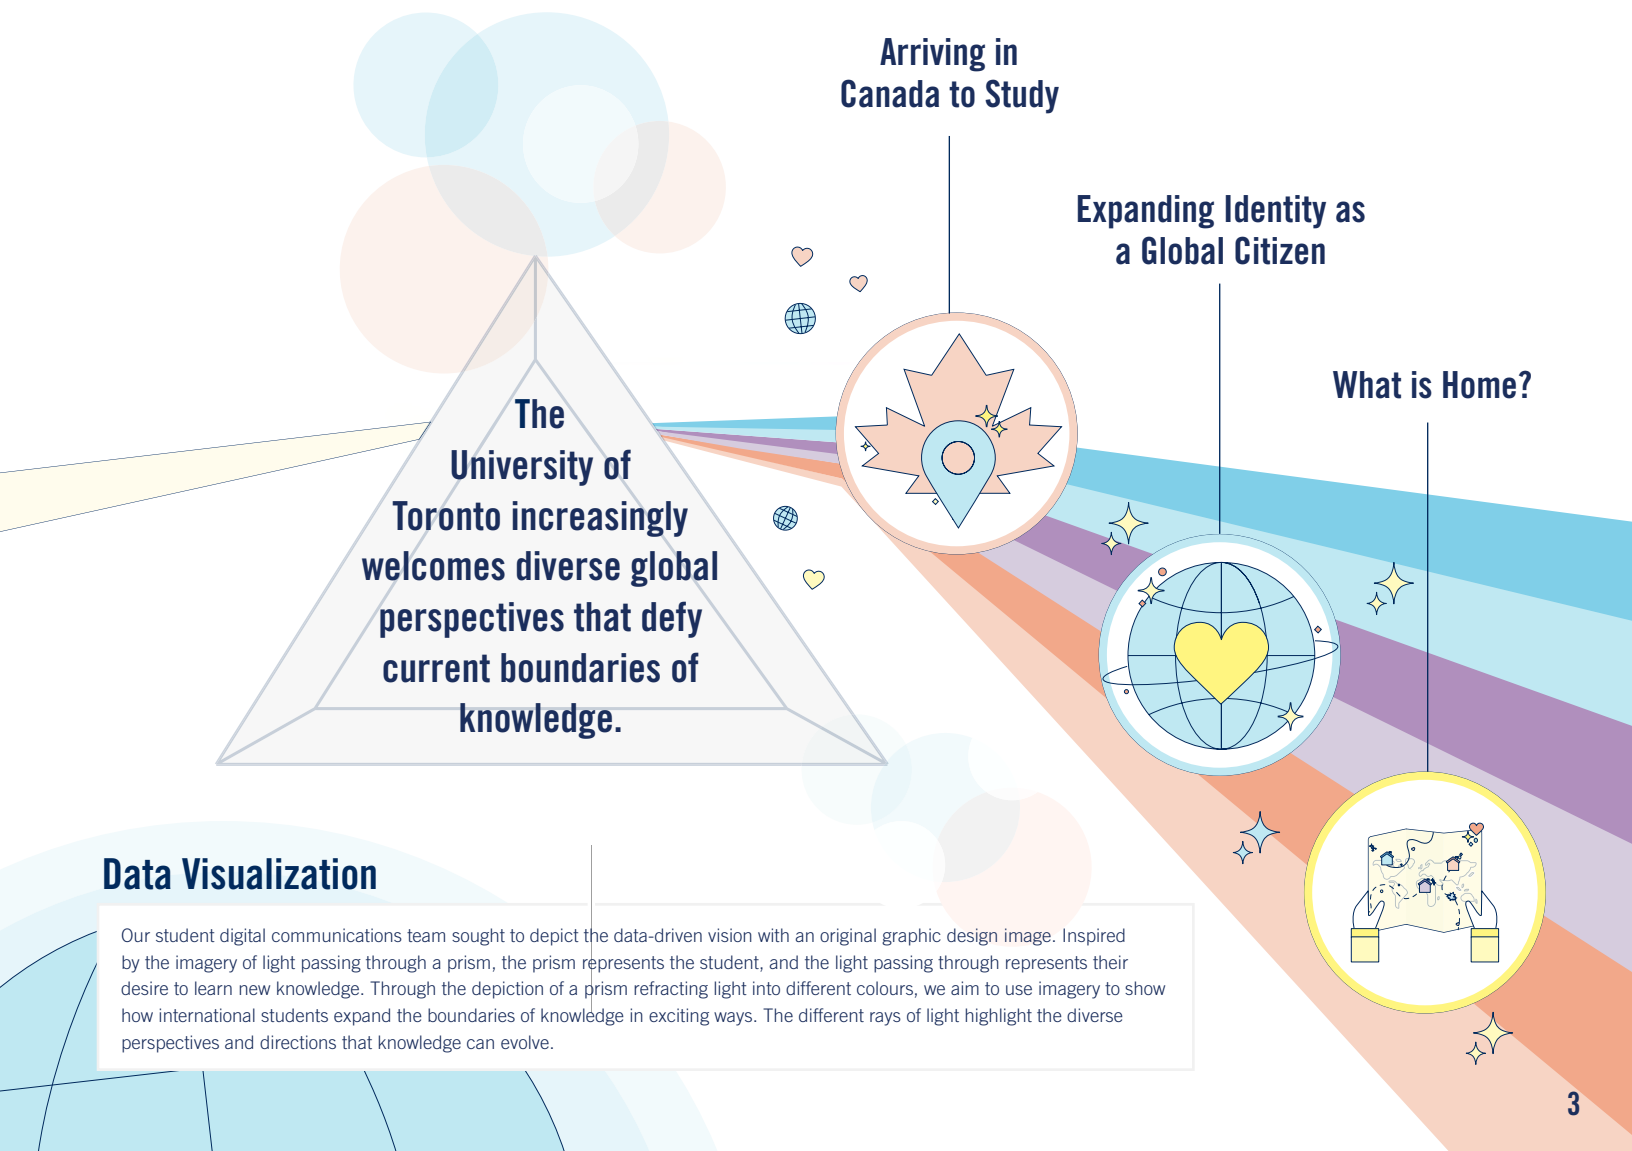 Arriving in
Canada to Study
Expanding Identity as
a Global Citizen
What is Home?
The
University of
Toronto increasingly
welcomes diverse global
perspectives that defy
current boundaries of
knowledge.
Data Visualization
Our student digital communications team sought to depict the data-driven vision with an original graphic design image. Inspired
by the imagery of light passing through a prism, the prism represents the student, and the light passing through represents their
desire to learn new knowledge. Through the depiction of a prism refracting light into different colours, we aim to use imagery to show
how international students expand the boundaries of knowledge in exciting ways. The different rays of light highlight the diverse
perspectives and directions that knowledge can evolve.
3